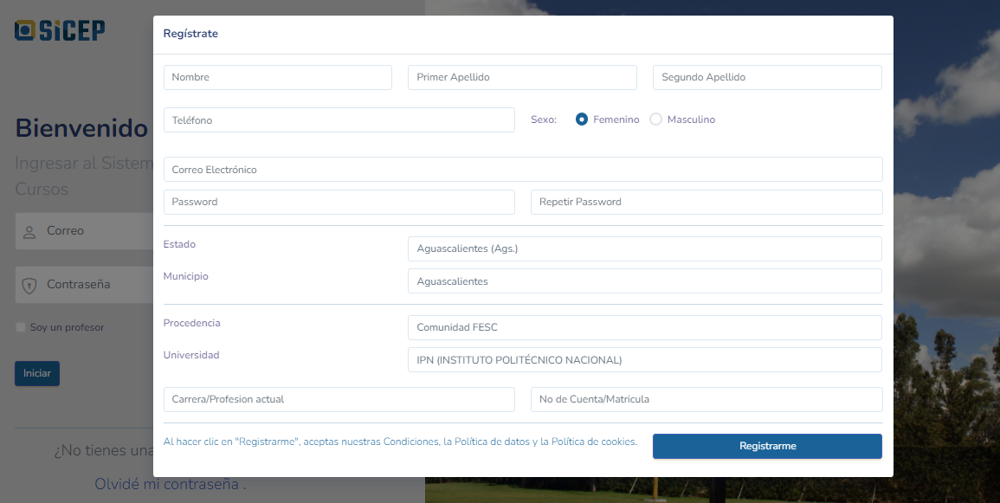 SiCEP
Regístrate
Nombre
Primer Apellido
Segundo Apellido
Teléfono
Sexo:
Femenino
Masculino
Bienvenido
Ingresar al Sistem
Cursos
Correo Electrónico
Password
Repetir Password
Correo
Estado
Aguascalientes (Ags.)
Municipio
Aguascalientes
Contraseña
Soy un profesor
Procedencia
Comunidad FESC
Universidad
IPN (INSTITUTO POLITÉCNICO NACIONAL)
Iniciar
Carrera/Profesion actual
No de Cuenta/Matricula
Al hacer clic en "Registrarme", aceptas nuestras Condiciones, la Política de datos y la Política de cookies.
Registrarme
¿No tienes una
Olvidé mi contraseña .